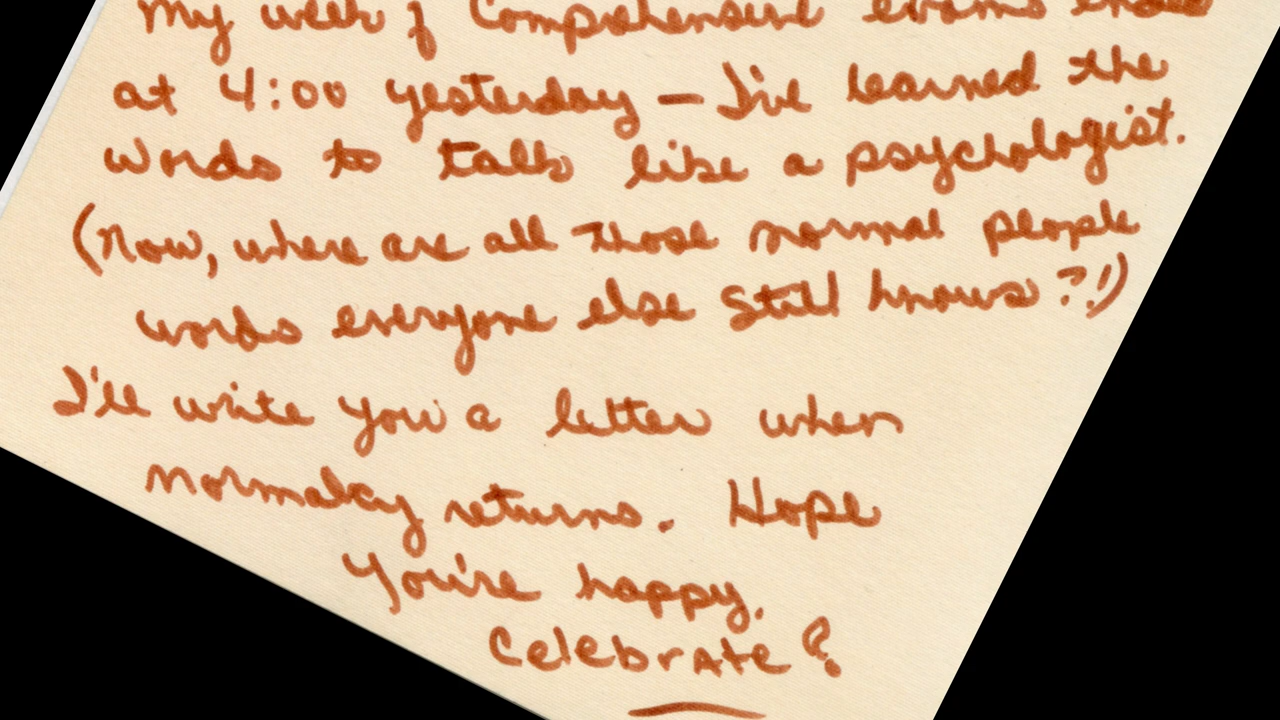 My week of Comprehensive exams ended
at 4:00 yesterday — I've learned the
words to talk like a psychologist.
(Now, where are all those normal people
words everyone else still knows?!)
I'll write you a letter when
normalcy returns. Hope
you're happy.
Celebrate!